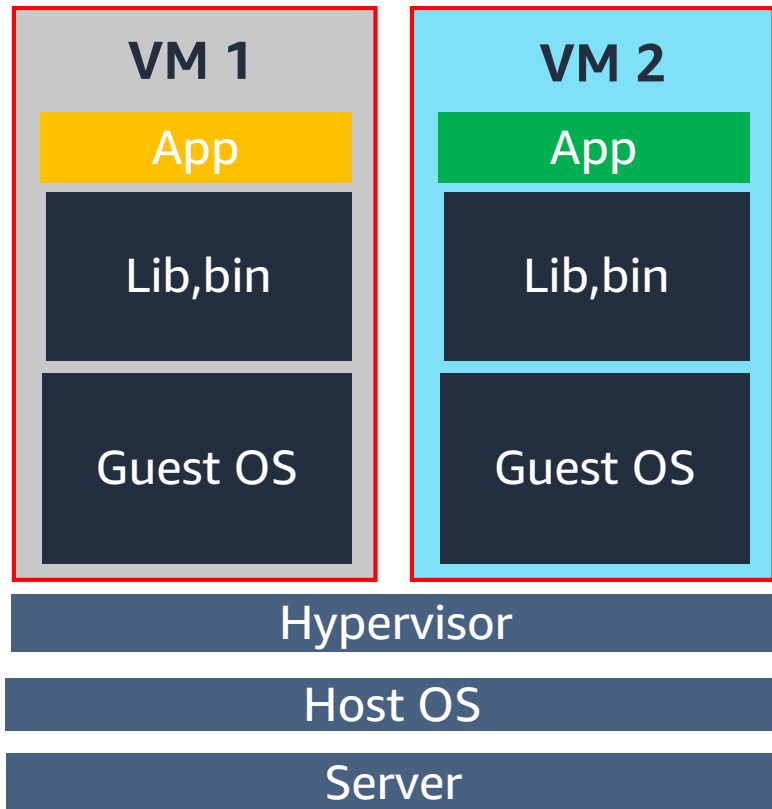 VM 1
App
Lib,bin
Guest OS
VM 2
App
Lib,bin
Guest OS
Hypervisor
Host OS
Server